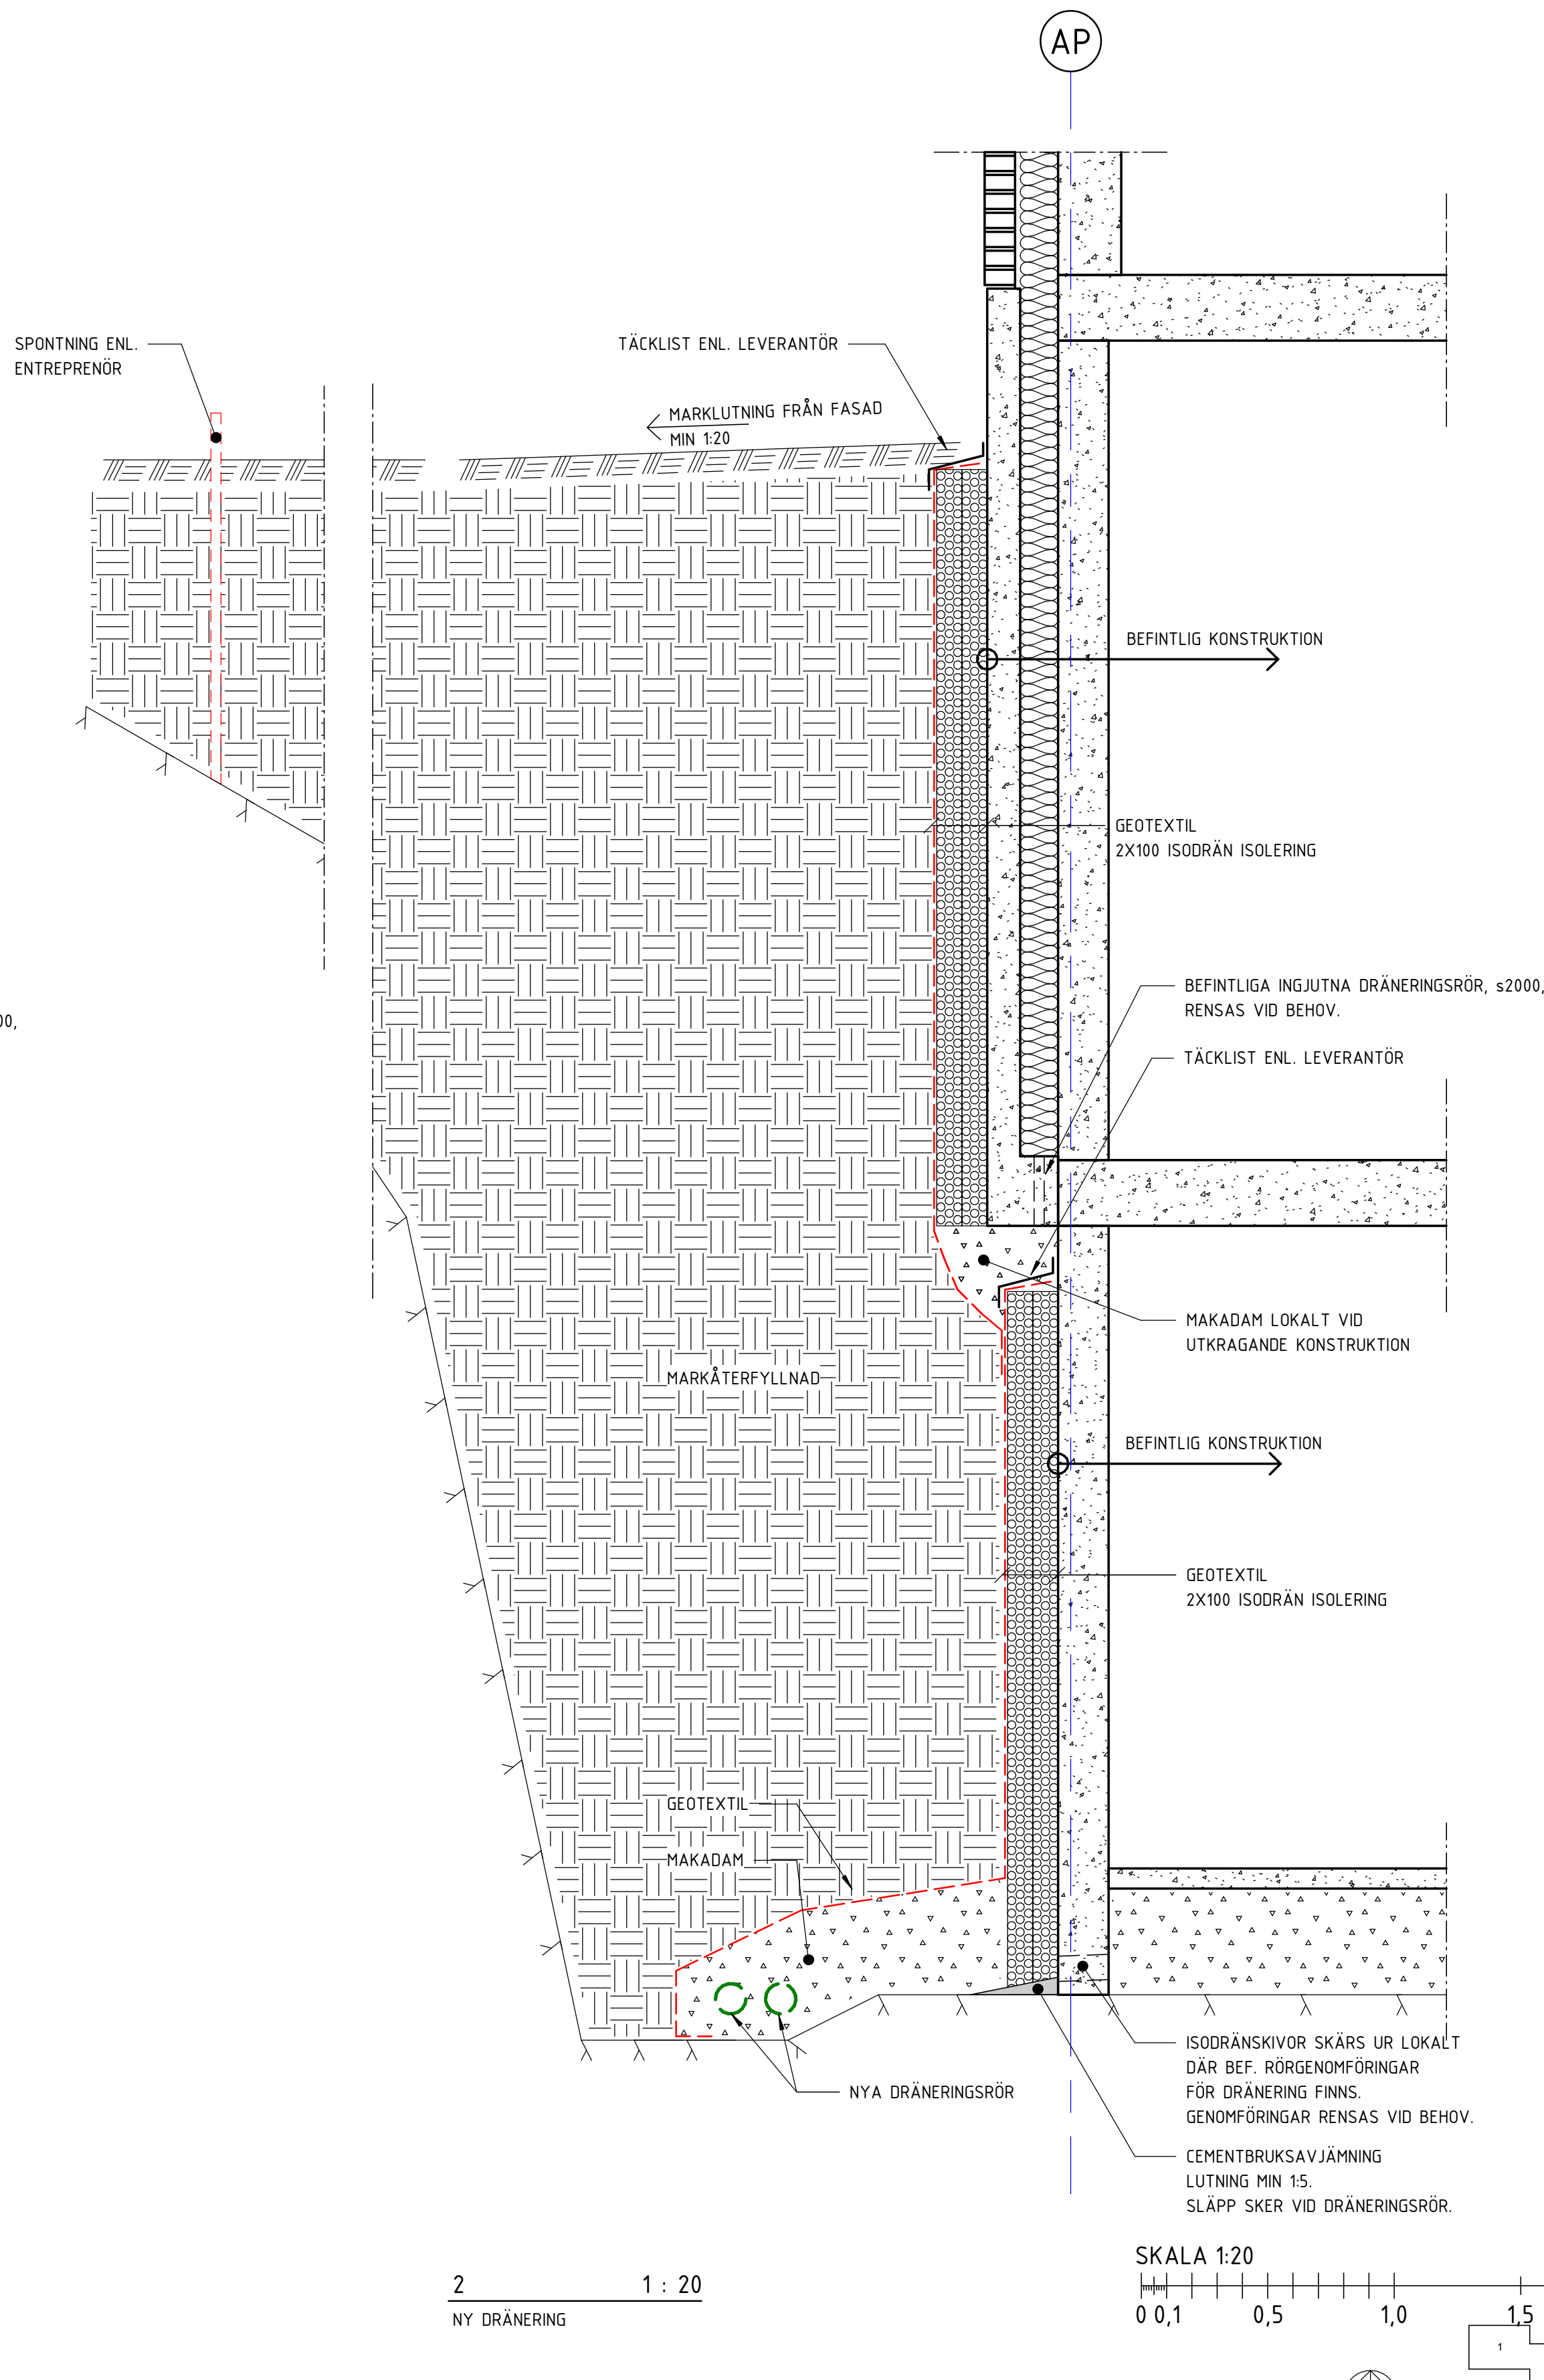 AP
SPONTNING ENL.
ENTREPRENÖR
TÄCKLIST ENL. LEVERANTÖR
MARKLUTNING FRÅN FASAD
MIN 1:20
BEFINTLIG KONSTRUKTION
GEOTEXTIL
2X100 ISODRÄN ISOLERING
BEFINTLIGA INGJUTNA DRÄNERINGSRÖR, s2000,
RENSAS VID BEHOV.
00,
TÄCKLIST ENL. LEVERANTÖR
MAKADAM LOKALT VID
UTKRAGANDE KONSTRUKTION
MARKÅTERFYLLNAD
BEFINTLIG KONSTRUKTION
GEOTEXTIL
2X100 ISODRÄN ISOLERING
GEOTEXTIL
MAKADAM
NYA DRÄNERINGSRÖR
ISODRÄNSKIVOR SKÄRS UR LOKALT
DÄR BEF. RÖRGENOMFÖRINGAR
FÖR DRÄNERING FINNS.
GENOMFÖRINGAR RENSAS VID BEHOV.
CEMENTBRUKSAVJÄMNING
LUTNING MIN 1:5.
SLÄPP SKER VID DRÄNERINGSRÖR.
2 1 : 20
NY DRÄNERING
SKALA 1:20
0 0,1 0,5 1,0 1,5
1